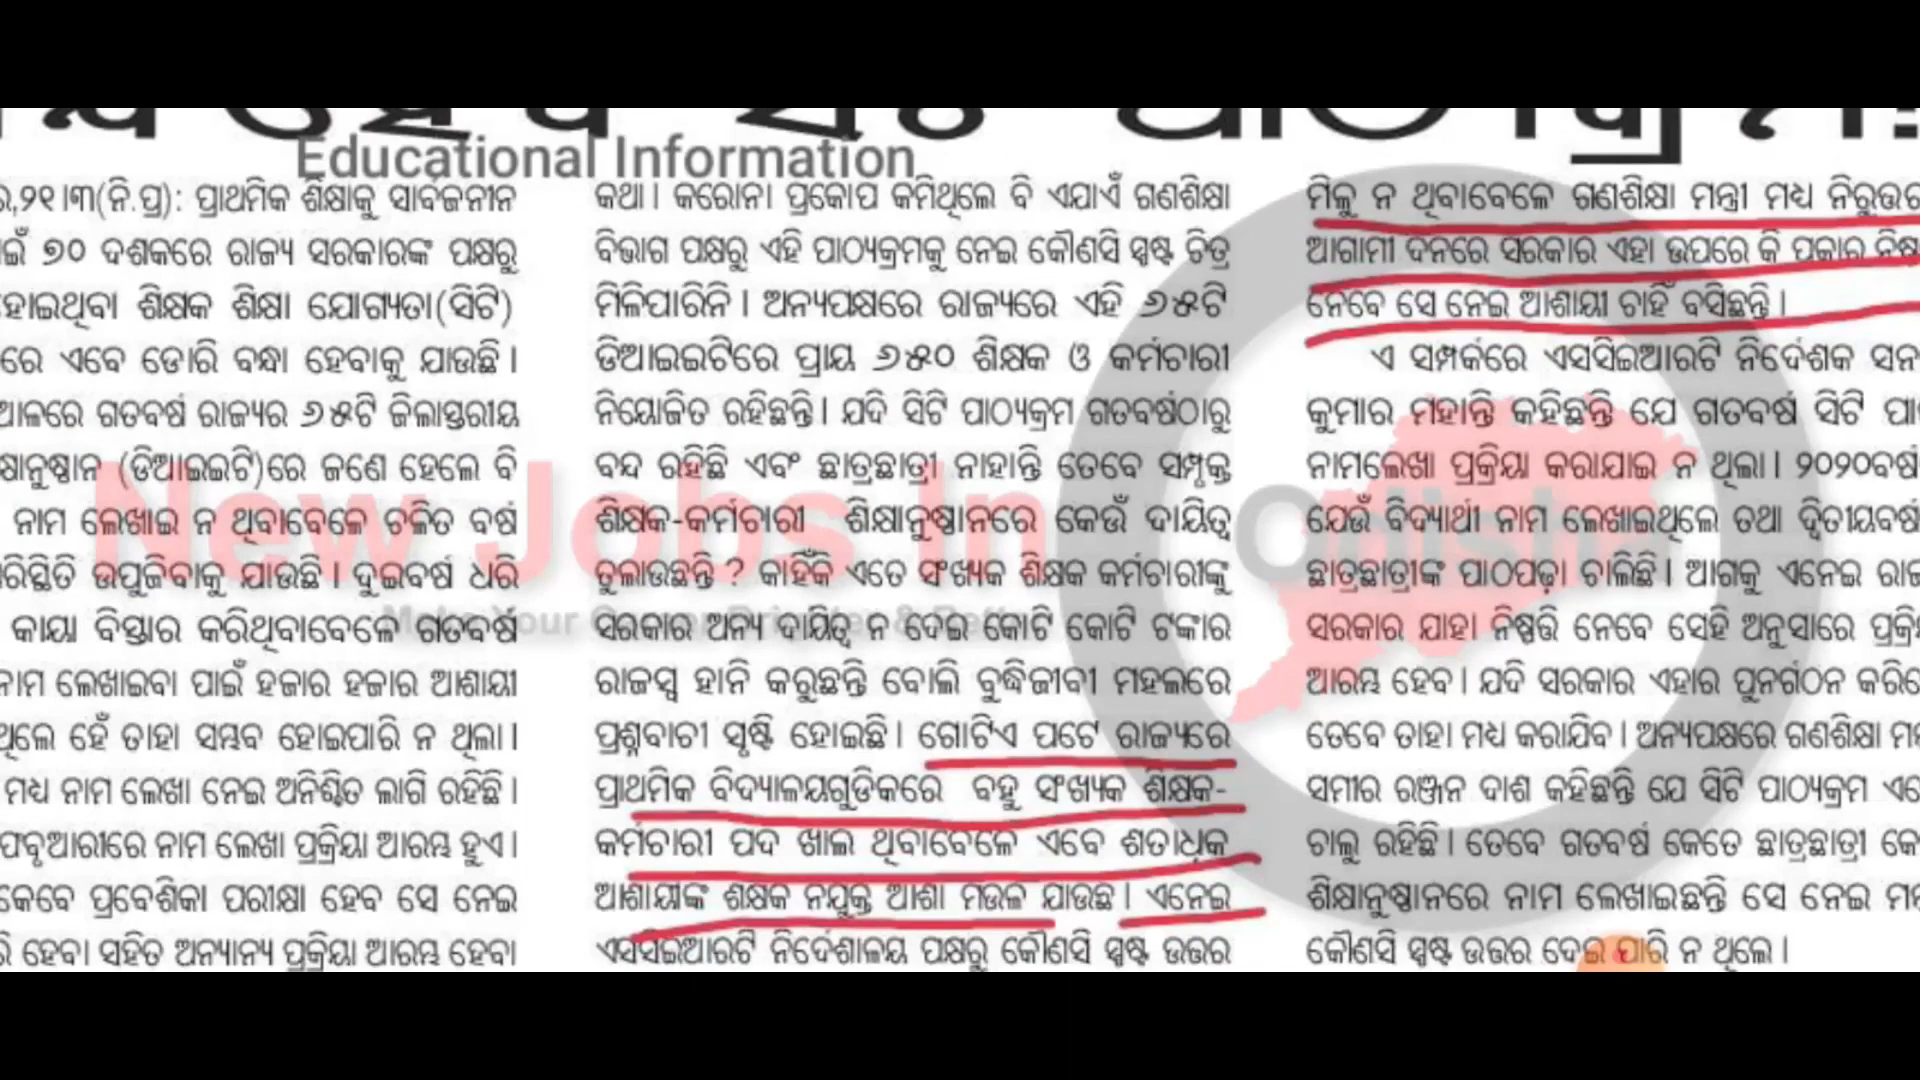 Educational Information
,୨୧।୩(ନି.ପ୍ର): ପ୍ରାଥମିକ ଶିକ୍ଷାକୁ ସାର୍ବଜନୀନ
୭୦ ଦଶକରେ ରାଜ୍ୟ ସରକାରଙ୍କ ପକ୍ଷରୁ
ହୋଇଥିବା ଶିକ୍ଷକ ଶିକ୍ଷା ଯୋଗ୍ୟତା(ସିଟି)
ରେ ଏବେ ଡୋରି ବନ୍ଧା ହେବାକୁ ଯାଉଛି।
ଗତବର୍ଷ ରାଜ୍ୟର ୬୫ଟି ଜିଲାସ୍ତରୀୟ
(ଡିଆଇଇଟି)ରେ ଜଣେ ହେଲେ ବି
ନାମ ଲେଖାଇ ନ ଥିବାବେଳେ ଚଳିତ ବର୍ଷ
ଉପୁଜିବାକୁ ଯାଉଛି। ଦୁଇବର୍ଷ ଧରି
କାୟା ବିସ୍ତାର କରିଥିବାବେଳେ ଗତବର୍ଷ
ନାମ ଲେଖାଇବା ପାଇଁ ହଜାର ହଜାର ଆଶାୟୀ
ଥିଲେ ହେଁ ତାହା ସମ୍ଭବ ହୋଇପାରି ନ ଥିଲା।
ମଧ୍ୟ ନାମ ଲେଖା ନେଇ ଅନିଶ୍ଚିତ ଲାଗି ରହିଛି।
ଫେବୃଆରୀରେ ନାମ ଲେଖା ପ୍ରକ୍ରିୟା ଆରମ୍ଭ ହୁଏ।
କେବେ ପ୍ରବେଶିକା ପରୀକ୍ଷା ହେବ ସେ ନେଇ
ହେବା ସହିତ ଅନ୍ୟାନ୍ୟ ପ୍ରକ୍ରିୟା ଆରମ୍ଭ ହେବା
କଥା। କରୋନା ପ୍ରକୋପ କମିଥିଲେ ବି ଏଯାଏଁ ଗଣଶିକ୍ଷା
ବିଭାଗ ପକ୍ଷରୁ ଏହି ପାଠ୍ୟକ୍ରମକୁ ନେଇ କୌଣସି ସ୍ପଷ୍ଟ ଚିତ୍ର
ମିଳିପାରିନି। ଅନ୍ୟପକ୍ଷରେ ରାଜ୍ୟରେ ଏହି ୬୫ଟି
ଡିଆଇଇଟିରେ ପ୍ରାୟ ୬୫୦ ଶିକ୍ଷକ ଓ କର୍ମଚାରୀ
ନିୟୋଜିତ ରହିଛନ୍ତି। ଯଦି ସିଟି ପାଠ୍ୟକ୍ରମ ଗତବର୍ଷଠାରୁ
ବନ୍ଦ ରହିଛି ଏବଂ ଛାତ୍ରଛାତ୍ରୀ ନାହାନ୍ତି ତେବେ ସମ୍ପୃକ୍ତ
ଶିକ୍ଷକ-କର୍ମଚାରୀ ଶିକ୍ଷାନୁଷ୍ଠାନରେ କେଉଁ ଦାୟିତ୍ୱ
ତୁଲାଉଛନ୍ତି ? କାହିଁକି ଏତେ ସଂଖ୍ୟକ ଶିକ୍ଷକ କର୍ମଚାରୀଙ୍କୁ
ସରକାର ଅନ୍ୟ ଦାୟିତ୍ୱ ନ ଦେଇ କୋଟି କୋଟି ଟଙ୍କାର
ରାଜସ୍ୱ ହାନି କରୁଛନ୍ତି ବୋଲି ବୁଦ୍ଧିଜୀବୀ ମହଲରେ
ପ୍ରଶ୍ନବାଚୀ ସୃଷ୍ଟି ହୋଇଛି। ଗୋଟିଏ ପଟେ ରାଜ୍ୟରେ
ପ୍ରାଥମିକ ବିଦ୍ୟାଳୟଗୁଡିକରେ ବହୁ ସଂଖ୍ୟକ ଶିକ୍ଷକ-
କର୍ମଚାରୀ ପଦ ଖାଲି ଥିବାବେଳେ ଏବେ ଶତାଧିକ
ଆଶାୟୀଙ୍କ ଶିକ୍ଷକ ନିଯୁକ୍ତି ଆଶା ମଉଳି ଯାଉଛି। ଏନେଇ
ଏସସିଇଆରଟି ନିର୍ଦେଶାଳୟ ପକ୍ଷରୁ କୌଣସି ସ୍ପଷ୍ଟ ଉତ୍ତର
ମିଳୁ ନ ଥିବାବେଳେ ଗଣଶିକ୍ଷା ମନ୍ତ୍ରୀ ମଧ୍ୟ ନିରୁତ୍ତର
ଆଗାମୀ ଦିନରେ ସରକାର ଏହା ଉପରେ କି ପ୍ରକାର
ନେବେ ସେ ନେଇ ଆଶାୟୀ ଚାହିଁ ବସିଛନ୍ତି।
ଏ ସମ୍ପର୍କରେ ଏସସିଇଆରଟି ନିର୍ଦେଶକ
କୁମାର ମହାନ୍ତି କହିଛନ୍ତି ଯେ ଗତବର୍ଷ ସିଟି
ନାମଲେଖା ପ୍ରକ୍ରିୟା କରାଯାଇ ନ ଥିଲା। ୨୦୨୦ବର୍ଷ
ଯେଉଁ ବିଦ୍ୟାର୍ଥୀ ନାମ ଲେଖାଇଥିଲେ ତଥା ଦ୍ୱିତୀୟବର୍ଷ
ଛାତ୍ରଛାତ୍ରୀଙ୍କ ପାଠପଢ଼ା ଚାଲିଛି। ଆଗକୁ ଏନେଇ
ସରକାର ଯାହା ନିଷ୍ପତ୍ତି ନେବେ ସେହି ଅନୁସାରେ
ଆରମ୍ଭ ହେବ। ଯଦି ସରକାର ଏହାର ପୁନର୍ଗଠନ
ତେବେ ତାହା ମଧ୍ୟ କରାଯିବ। ଅନ୍ୟପକ୍ଷରେ ଗଣଶିକ୍ଷା
ସମୀର ରଞ୍ଜନ ଦାଶ କହିଛନ୍ତି ଯେ ସିଟି ପାଠ୍ୟକ୍ରମ
ଚାଲୁ ରହିଛି। ତେବେ ଗତବର୍ଷ କେତେ ଛାତ୍ରଛାତ୍ରୀ
ଶିକ୍ଷାନୁଷ୍ଠାନରେ ନାମ ଲେଖାଇଛନ୍ତି ସେ ନେଇ
କୌଣସି ସ୍ପଷ୍ଟ ଉତ୍ତର ଦେଇ ପାରି ନ ଥିଲେ।
New Jobs In Odisha